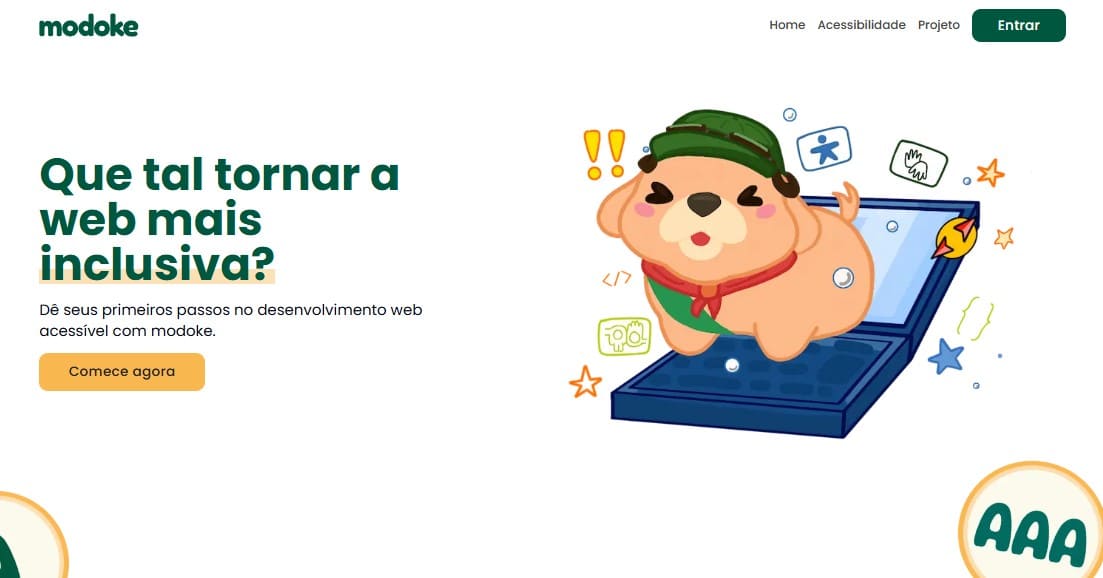 modoke
Home Acessibilidade Projeto Entrar
Que tal tornar a
web mais
inclusiva?
Dê seus primeiros passos no desenvolvimento web
acessível com modoke.
Comece agora
!!
</>
{ }
A
AAA